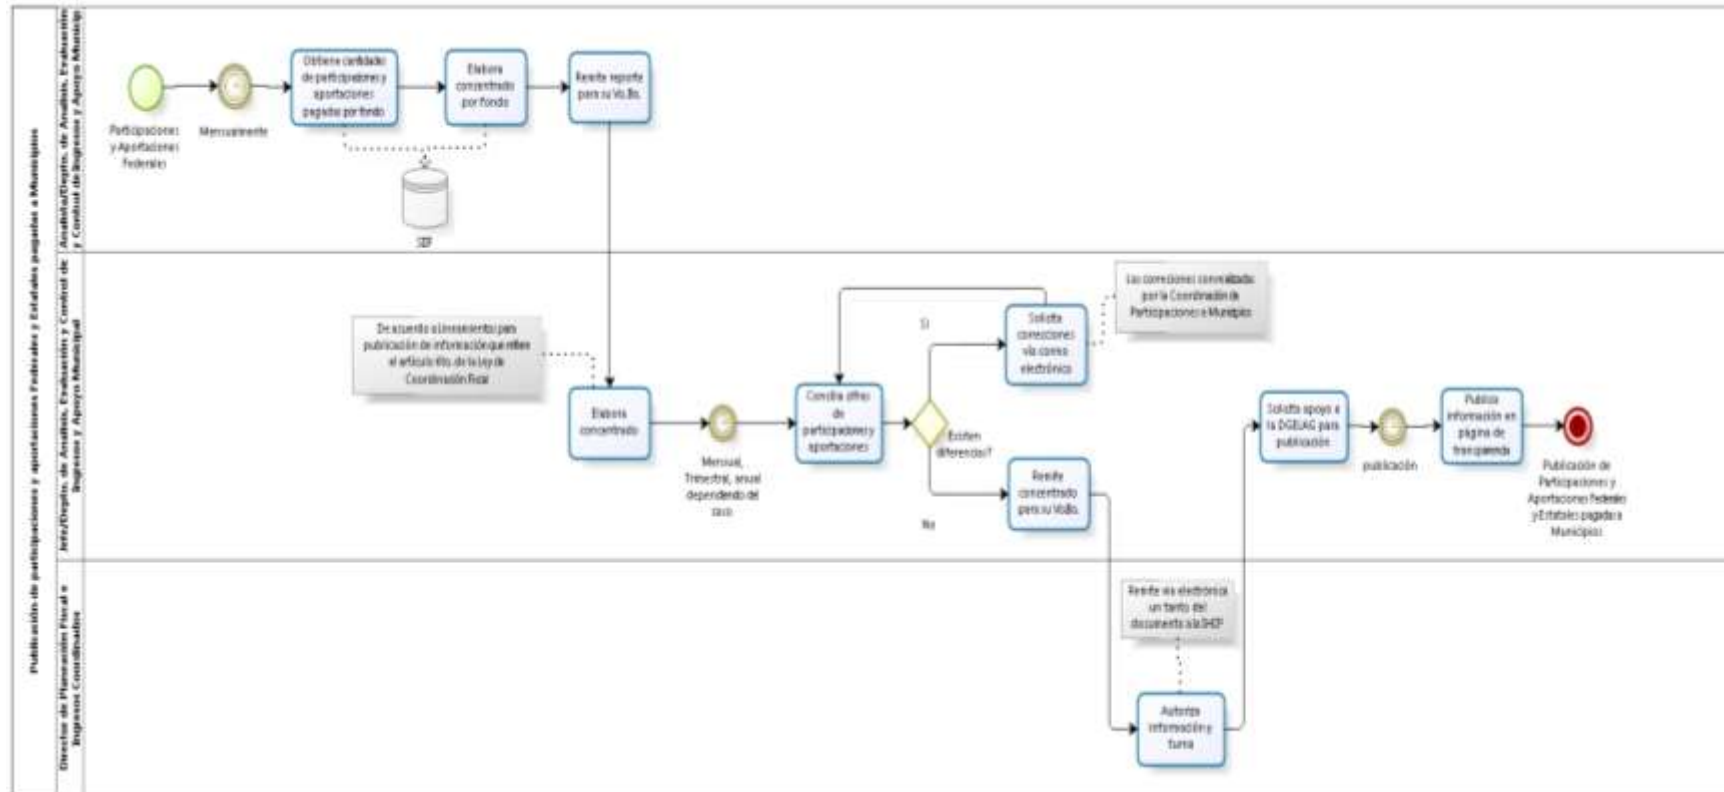 Publicación de participaciones y aportaciones Federales y Estatales pagadas a Municipios
Analista/Depto. de Análisis, Evaluación
y Control de Ingresos y Apoyo Municip
Obtiene cantidades
de participaciones y
aportaciones
pagadas por fondo
Elabora
concentrado
por fondo
Remite reporte
para su Vo.Bo.
Participaciones
y Aportaciones
Federales
Mensualmente
Jefe/Depto. de Análisis, Evaluación y Control de
Ingresos y Apoyo Municipal
De acuerdo a lineamientos para
publicación de información que refiere
el artículo 6to. de la Ley de
Coordinación Fiscal
Elabora
concentrado
Mensual,
Trimestral, anual
dependiendo del
caso
Concilia cifras
de
participaciones y
aportaciones
Existen
diferencias?
Si
No
Solicita
correcciones
vía correo
electrónico
Las correciones son realizadas
por la Coordinación de
Participaciones a Municipios
Remite
concentrado
para su Vo.Bo.
Solicita apoyo a
la DGELAG para
publicación
publicación
Publica
información en
página de
transparencia
Publicación de
Participaciones y
Aportaciones Federales
y Estatales pagadas a
Municipios
Director de Planeación Fiscal e
Ingresos Coordinados
Remite vía electrónica
un tanto del
documento a la SHCP
Autoriza
información y
turna